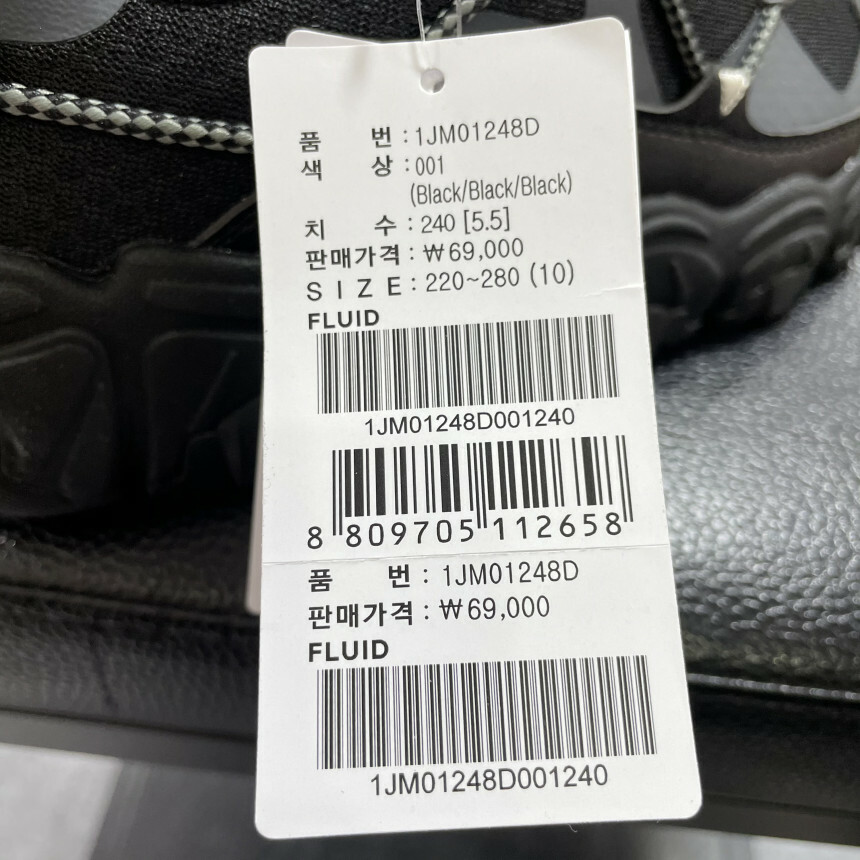 품 번 : 1JM01248D
색 상 : 001
(Black/Black/Black)
치 수 : 240 [5.5]
판매가격 : ₩69,000
S I Z E : 220~280 (10)
FLUID
1JM01248D001240
8 809705 112658
품 번 : 1JM01248D
판매가격 : ₩69,000
FLUID
1JM01248D001240